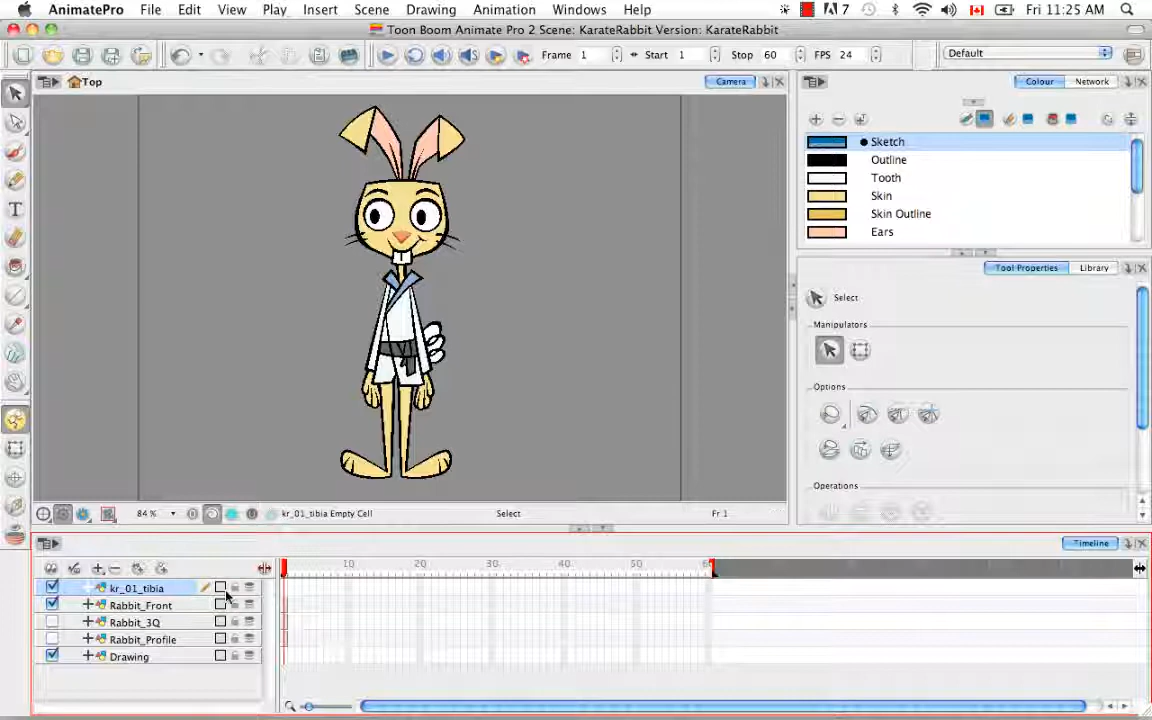 AnimatePro File Edit View Play Insert Scene Drawing Animation Windows Help 7 Fri 11:25 AM
Toon Boom Animate Pro 2 Scene: KarateRabbit Version: KarateRabbit
Frame 1 Start 1 Stop 60 FPS 24 Default
Top Camera Colour Network
Sketch
Outline
Tooth
Skin
Skin Outline
Ears
Tool Properties Library
Select
Manipulators
Options
Operations
84 % kr_01_tibia Empty Cell Select Fr 1
Timeline
10 20 30 40 50 60
kr_01_tibia
Rabbit_Front
Rabbit_3Q
Rabbit_Profile
Drawing
T